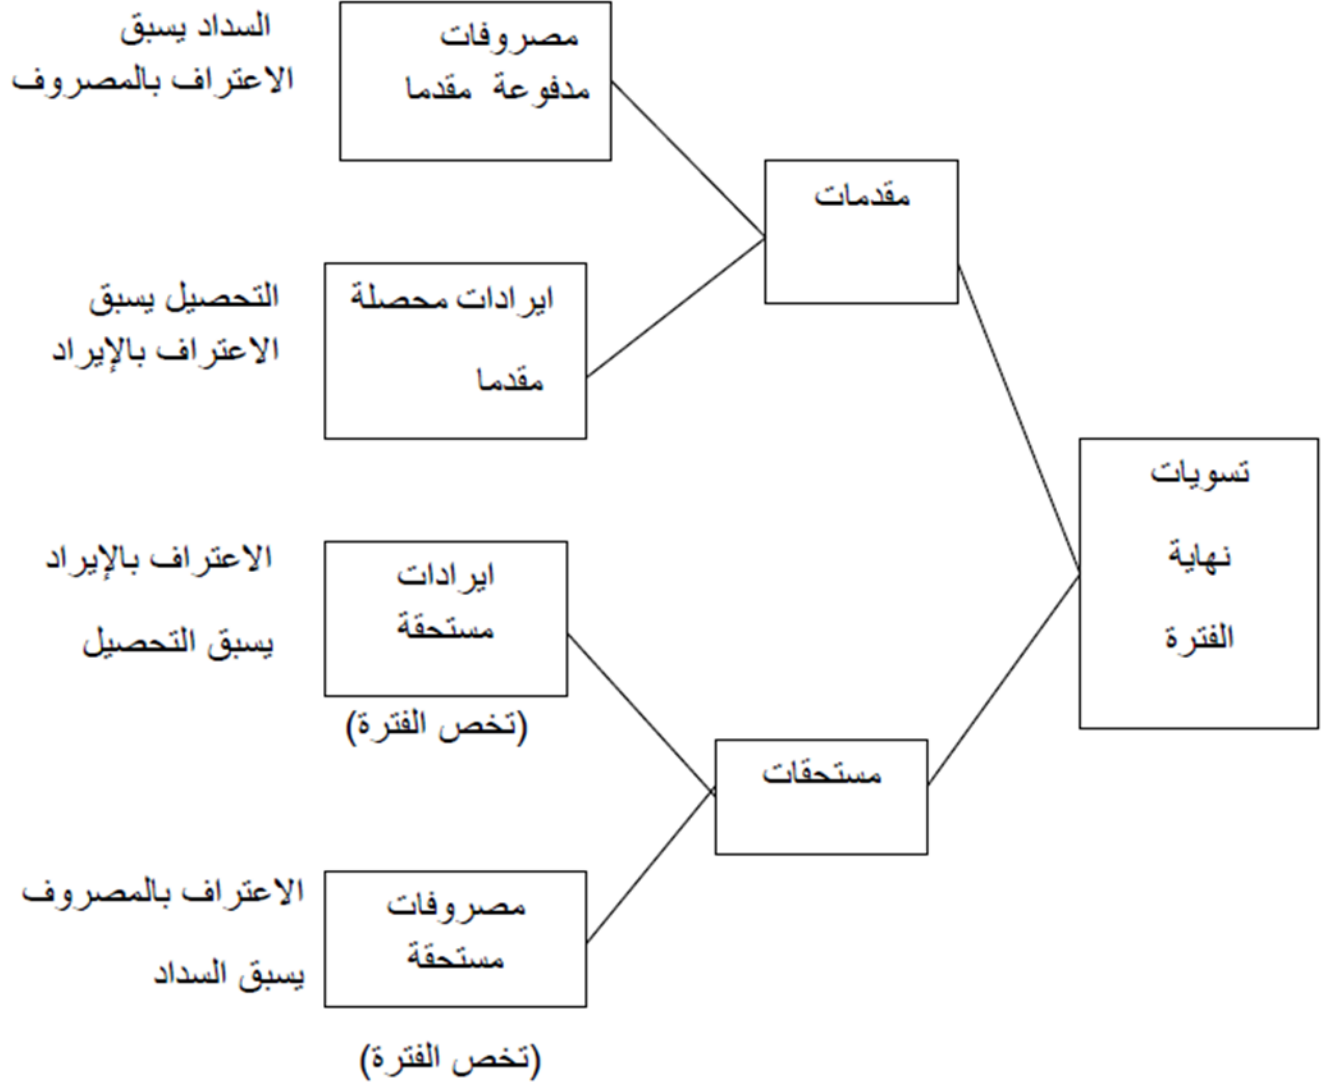 تسويات
نهاية
الفترة
مقدمات
مصروفات
مدفوعة مقدما
السداد يسبق
الاعتراف بالمصروف
ايرادات محصلة
مقدما
التحصيل يسبق
الاعتراف بالإيراد
مستحقات
ايرادات
مستحقة
(تخص الفترة)
الاعتراف بالإيراد
يسبق التحصيل
مصروفات
مستحقة
(تخص الفترة)
الاعتراف بالمصروف
يسبق السداد